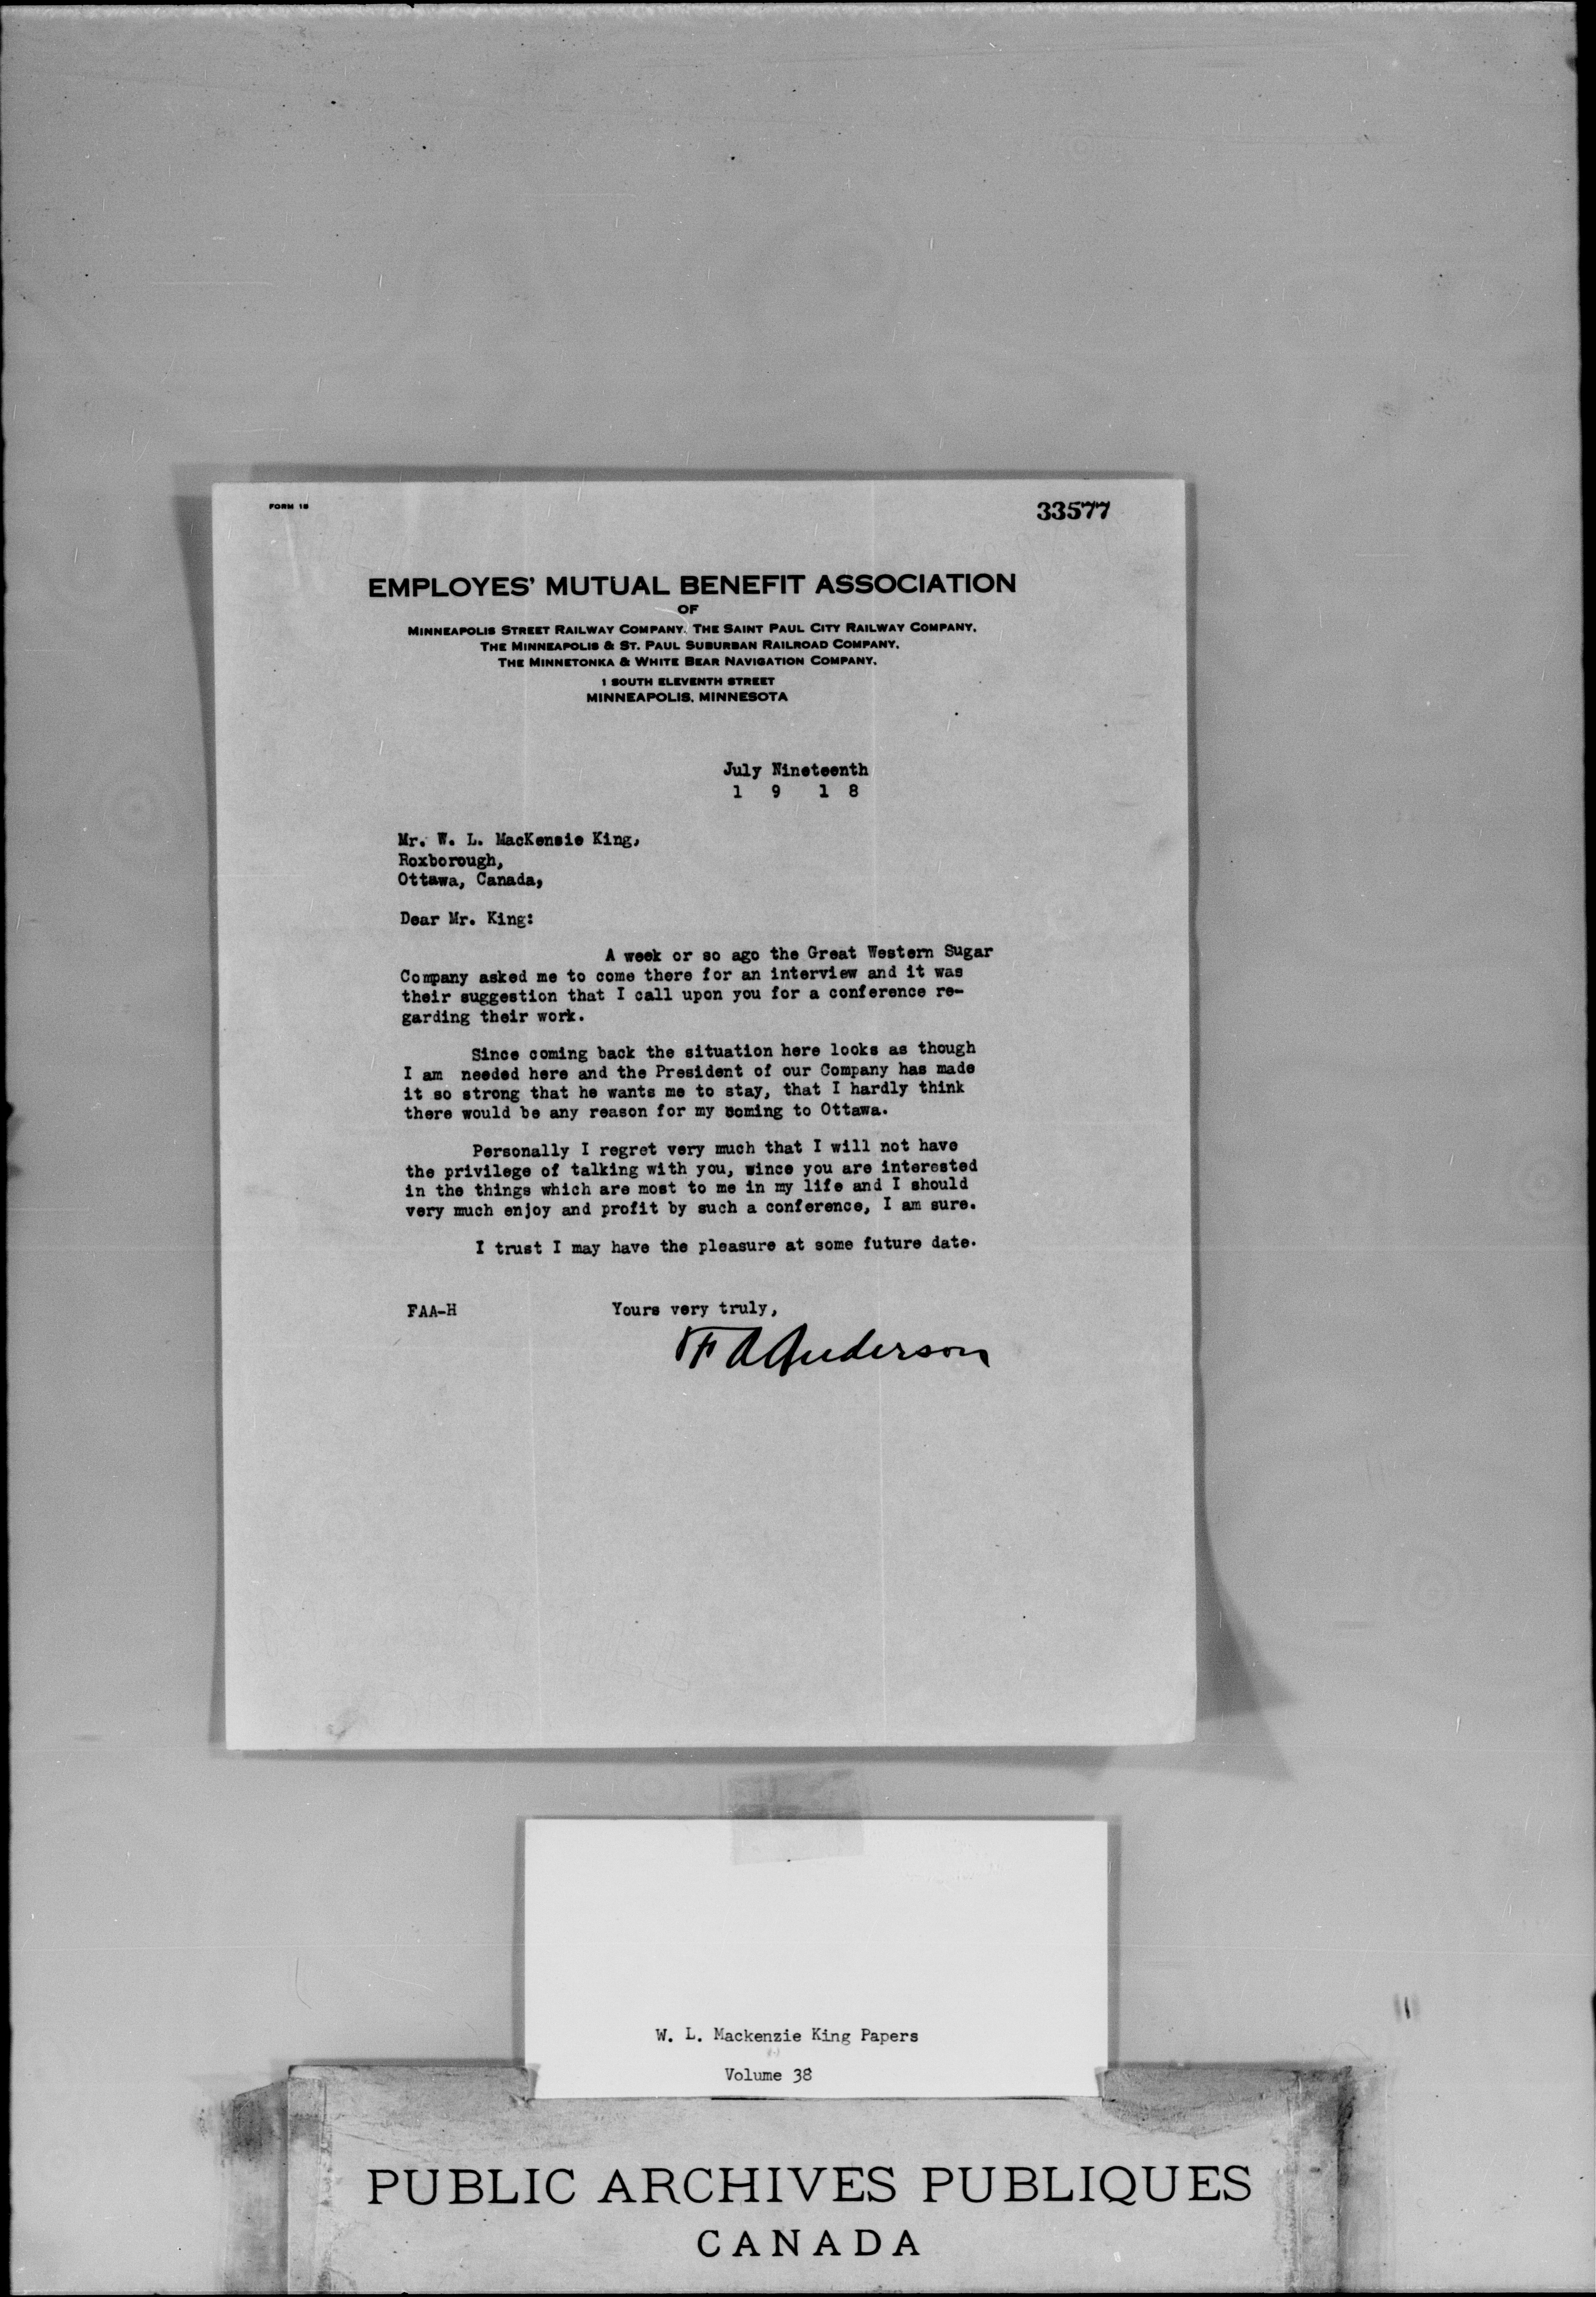 FORM 18
33577
EMPLOYES' MUTUAL BENEFIT ASSOCIATION
OF
MINNEAPOLIS STREET RAILWAY COMPANY. THE SAINT PAUL CITY RAILWAY COMPANY.
THE MINNEAPOLIS & ST. PAUL SUBURBAN RAILROAD COMPANY.
THE MINNETONKA & WHITE BEAR NAVIGATION COMPANY.
1 SOUTH ELEVENTH STREET
MINNEAPOLIS. MINNESOTA
July Nineteenth
1 9 1 8
Mr. W. L. MacKensie King,
Roxborough,
Ottawa, Canada,
Dear Mr. King:
A week or so ago the Great Western Sugar
Company asked me to come there for an interview and it was
their suggestion that I call upon you for a conference re-
garding their work.
Since coming back the situation here looks as though
I am needed here and the President of our Company has made
it so strong that he wants me to stay, that I hardly think
there would be any reason for my coming to Ottawa.
Personally I regret very much that I will not have
the privilege of talking with you, wince you are interested
in the things which are most to me in my life and I should
very much enjoy and profit by such a conference, I am sure.
I trust I may have the pleasure at some future date.
FAA-H Yours very truly,
F A Anderson
W. L. Mackenzie King Papers
Volume 38
PUBLIC ARCHIVES PUBLIQUES
CANADA